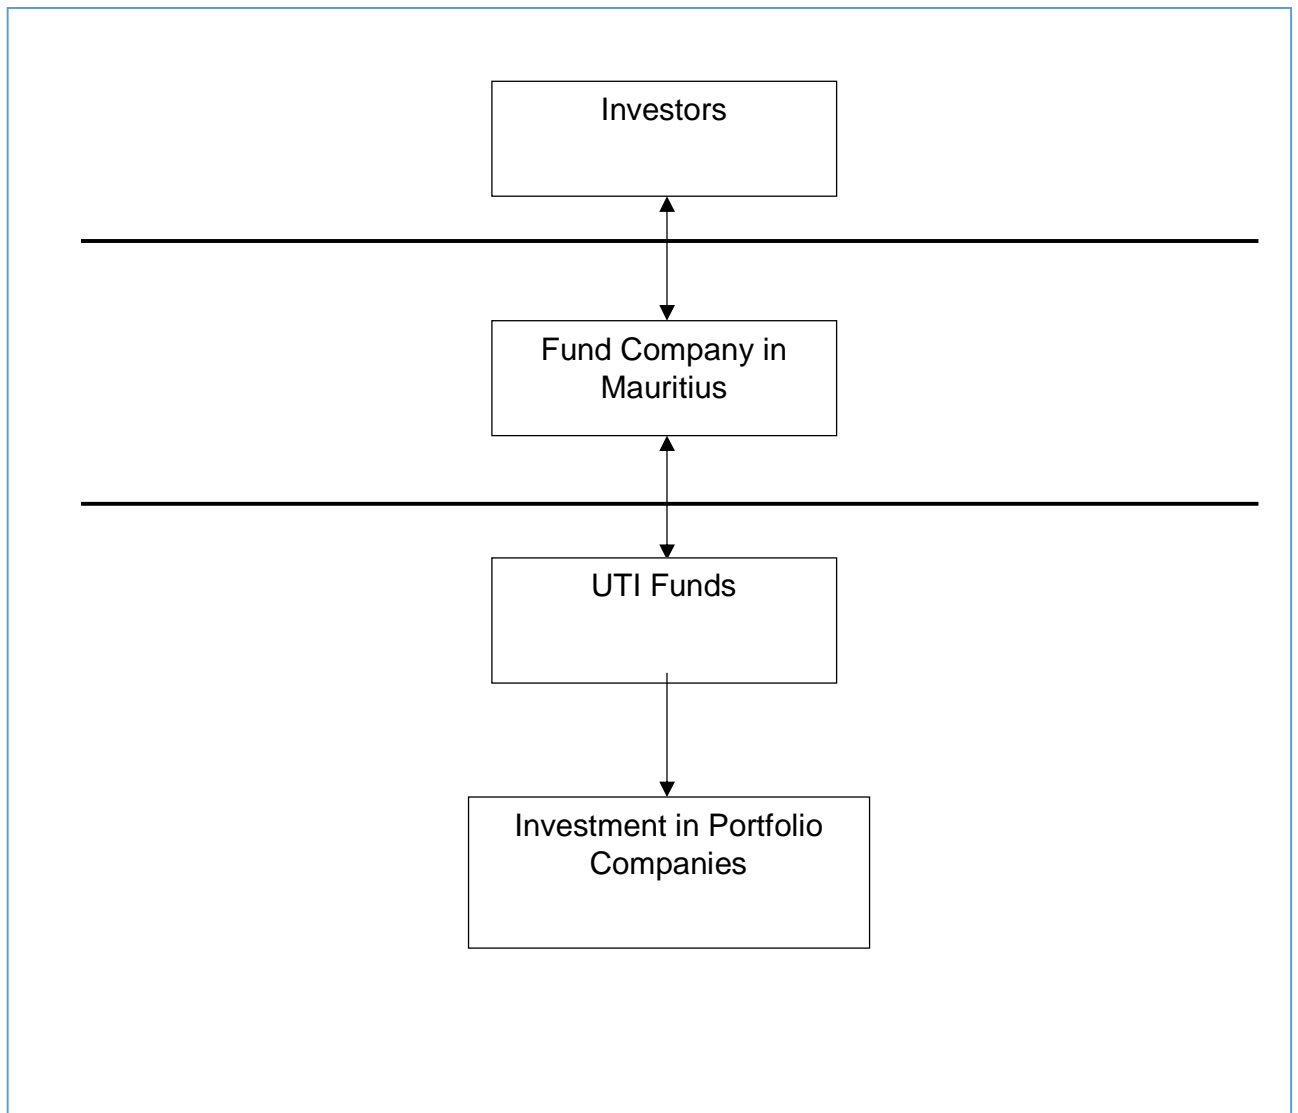 Investors
Fund Company in
Mauritius
UTI Funds
Investment in Portfolio
Companies